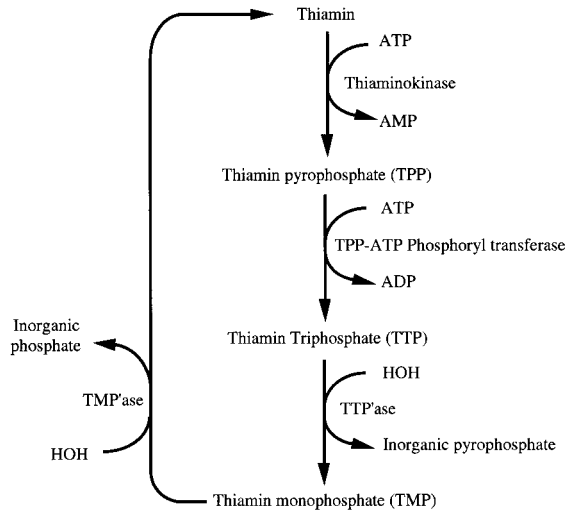 Thiamin
ATP
Thiaminokinase
AMP
Thiamin pyrophosphate (TPP)
ATP
TPP-ATP Phosphoryl transferase
ADP
Thiamin Triphosphate (TTP)
HOH
TTP'ase
Inorganic pyrophosphate
Thiamin monophosphate (TMP)
Inorganic
phosphate
TMP'ase
HOH